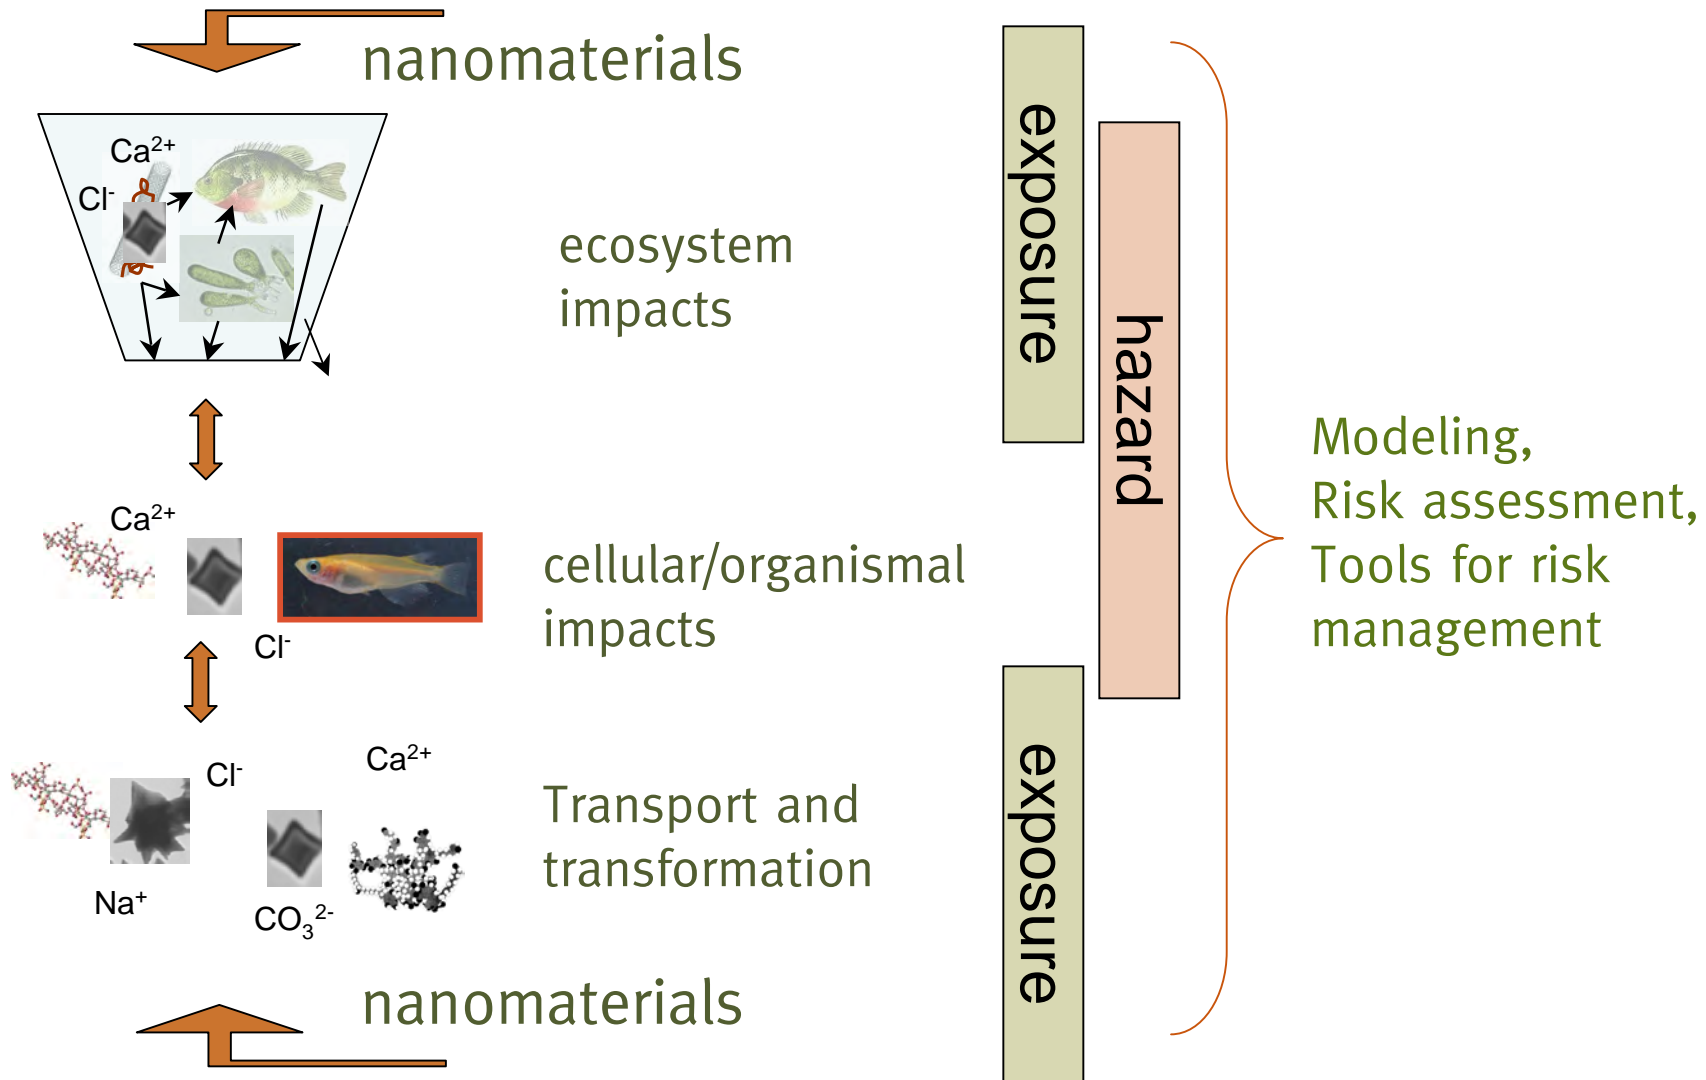 nanomaterials
Ca²⁺
Cl⁻
ecosystem
impacts
exposure
hazard
Ca²⁺
Cl⁻
cellular/organismal
impacts
Modeling,
Risk assessment,
Tools for risk
management
Cl⁻
Ca²⁺
Na⁺
CO₃²⁻
Transport and
transformation
exposure
nanomaterials